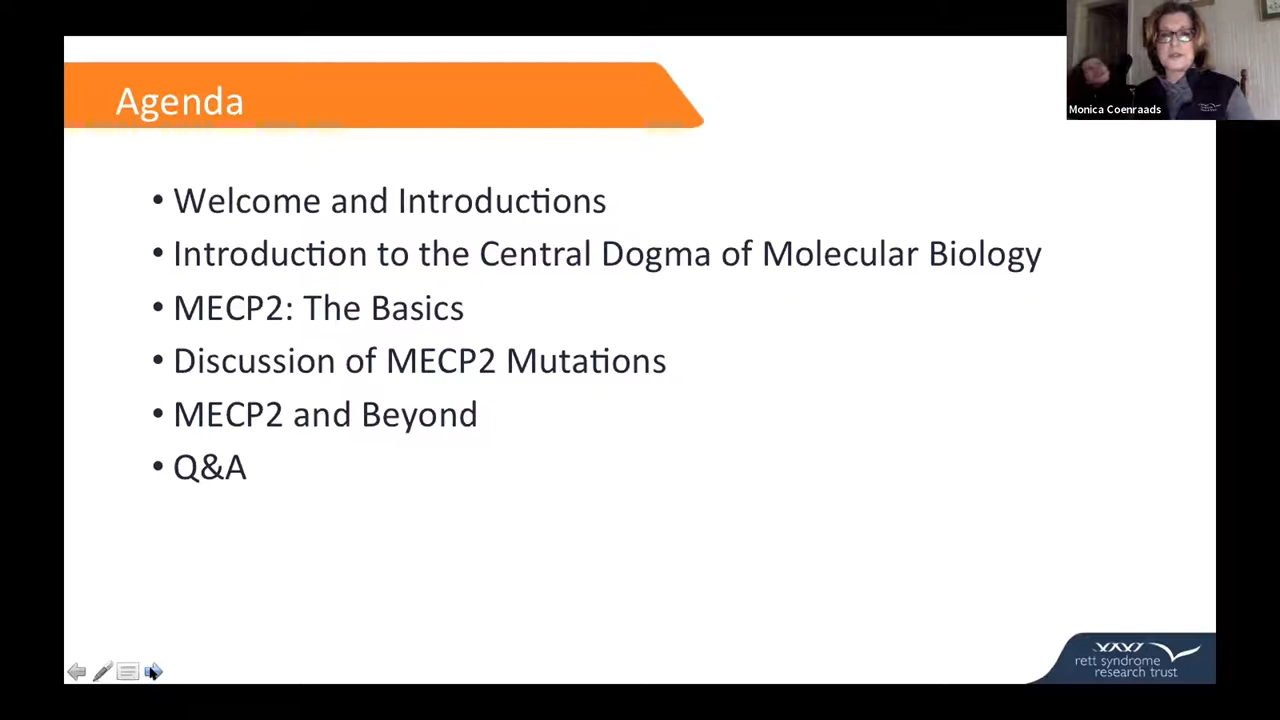 Agenda
Monica Coenraads
• Welcome and Introductions
• Introduction to the Central Dogma of Molecular Biology
• MECP2: The Basics
• Discussion of MECP2 Mutations
• MECP2 and Beyond
• Q&A
rett syndrome
research trust